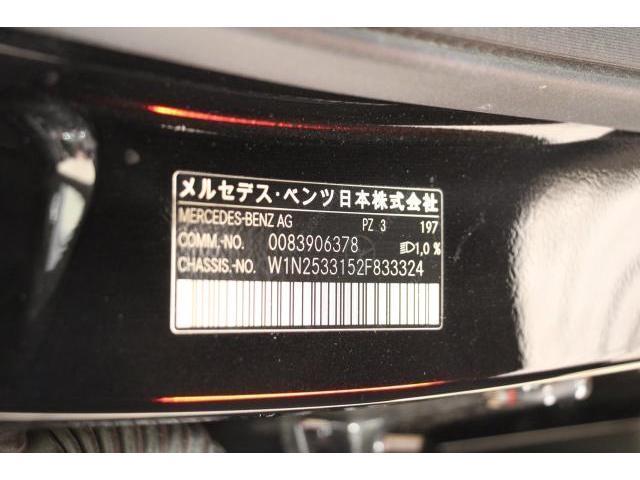 メルセデス・ベンツ日本株式会社
MERCEDES-BENZ AG PZ 3 197
COMM.-NO. 0083906378 1,0 %
CHASSIS.-NO. W1N2533152F833324